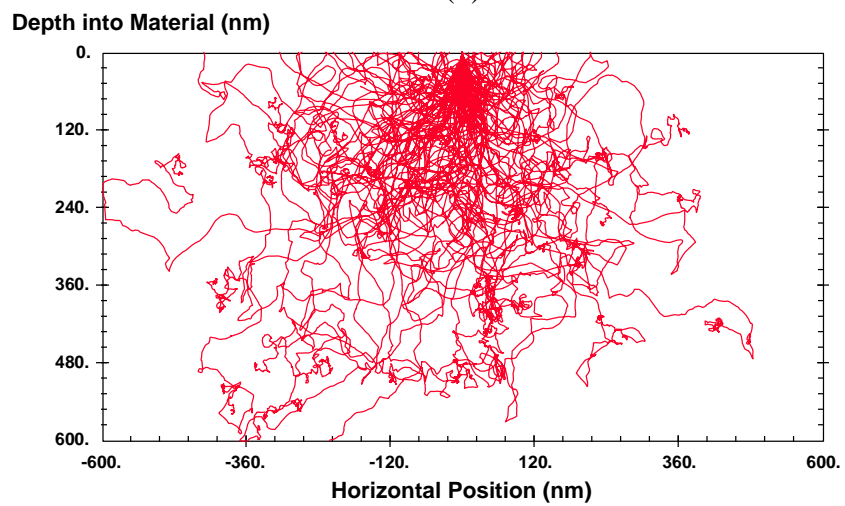 Depth into Material (nm)
0.
120.
240.
360.
480.
600.
-600. -360. -120. 120. 360. 600.
Horizontal Position (nm)